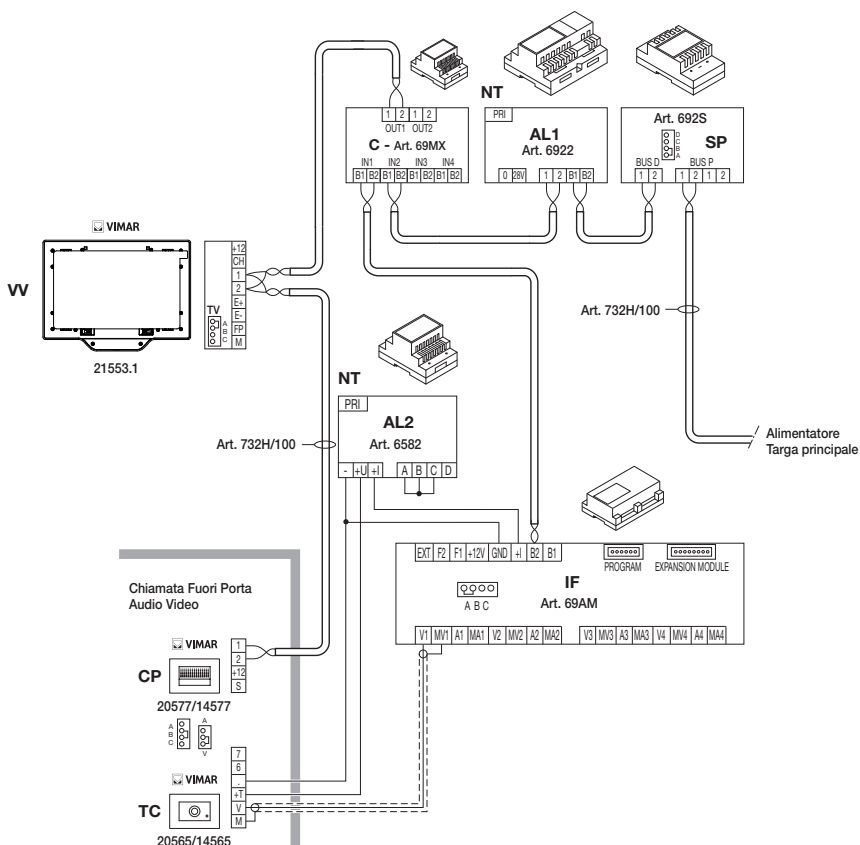 NT
PRI
AL1
Art. 6922
0 28V 1 2 B1 B2
1 2 1 2
OUT1 OUT2
C - Art. 69MX
IN1 IN2 IN3 IN4
B1 B2 B1 B2 B1 B2 B1 B2
Art. 692S
SP
D
C
B
A
BUS D BUS P
1 2 1 2 1 2
VIMAR
VV
21553.1
+12
CH
1
2
E+
E-
FP
M
TV
A
B
C
Art. 732H/100
Alimentatore
Targa principale
NT
PRI
AL2
Art. 6582
- +U +I A B C D
Art. 732H/100
EXT F2 F1 +12V GND +I B2 B1
PROGRAM EXPANSION MODULE
IF
Art. 69AM
A B C
V1 MV1 A1 MA1 V2 MV2 A2 MA2 V3 MV3 A3 MA3 V4 MV4 A4 MA4
Chiamata Fuori Porta
Audio Video
VIMAR
CP
20577/14577
1
2
+12
S
A
B
C
A
V
VIMAR
TC
20565/14565
7
6
-
+T
V
M